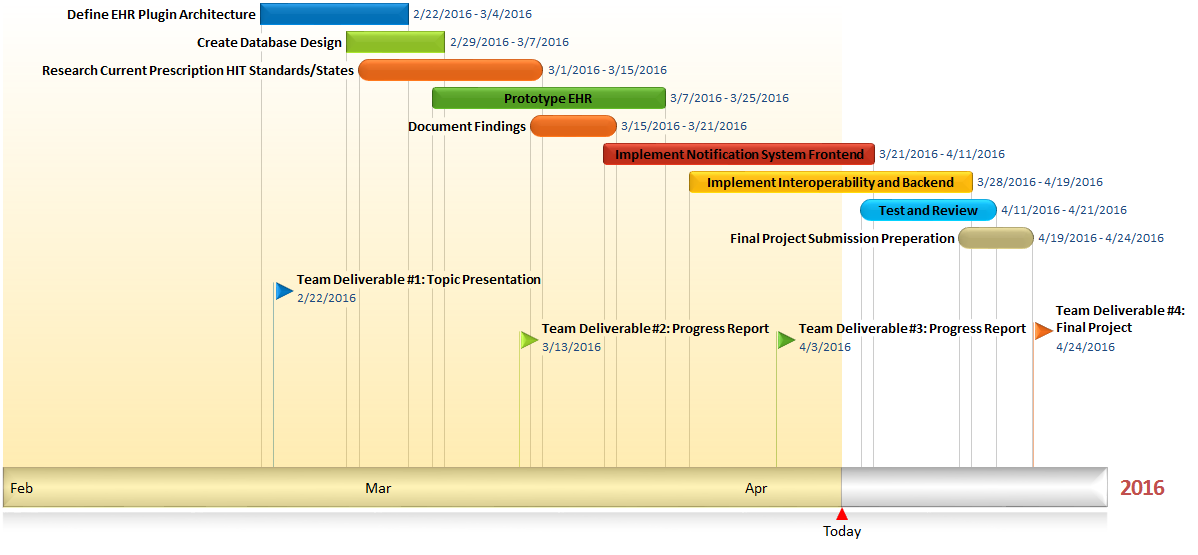 Define EHR Plugin Architecture 2/22/2016 - 3/4/2016
Create Database Design 2/29/2016 - 3/7/2016
Research Current Prescription HIT Standards/States 3/1/2016 - 3/15/2016
Prototype EHR 3/7/2016 - 3/25/2016
Document Findings 3/15/2016 - 3/21/2016
Implement Notification System Frontend 3/21/2016 - 4/11/2016
Implement Interoperability and Backend 3/28/2016 - 4/19/2016
Test and Review 4/11/2016 - 4/21/2016
Final Project Submission Preperation 4/19/2016 - 4/24/2016
Team Deliverable #1: Topic Presentation
2/22/2016
Team Deliverable #2: Progress Report
3/13/2016
Team Deliverable #3: Progress Report
4/3/2016
Team Deliverable #4:
Final Project
4/24/2016
Feb Mar Apr 2016
Today